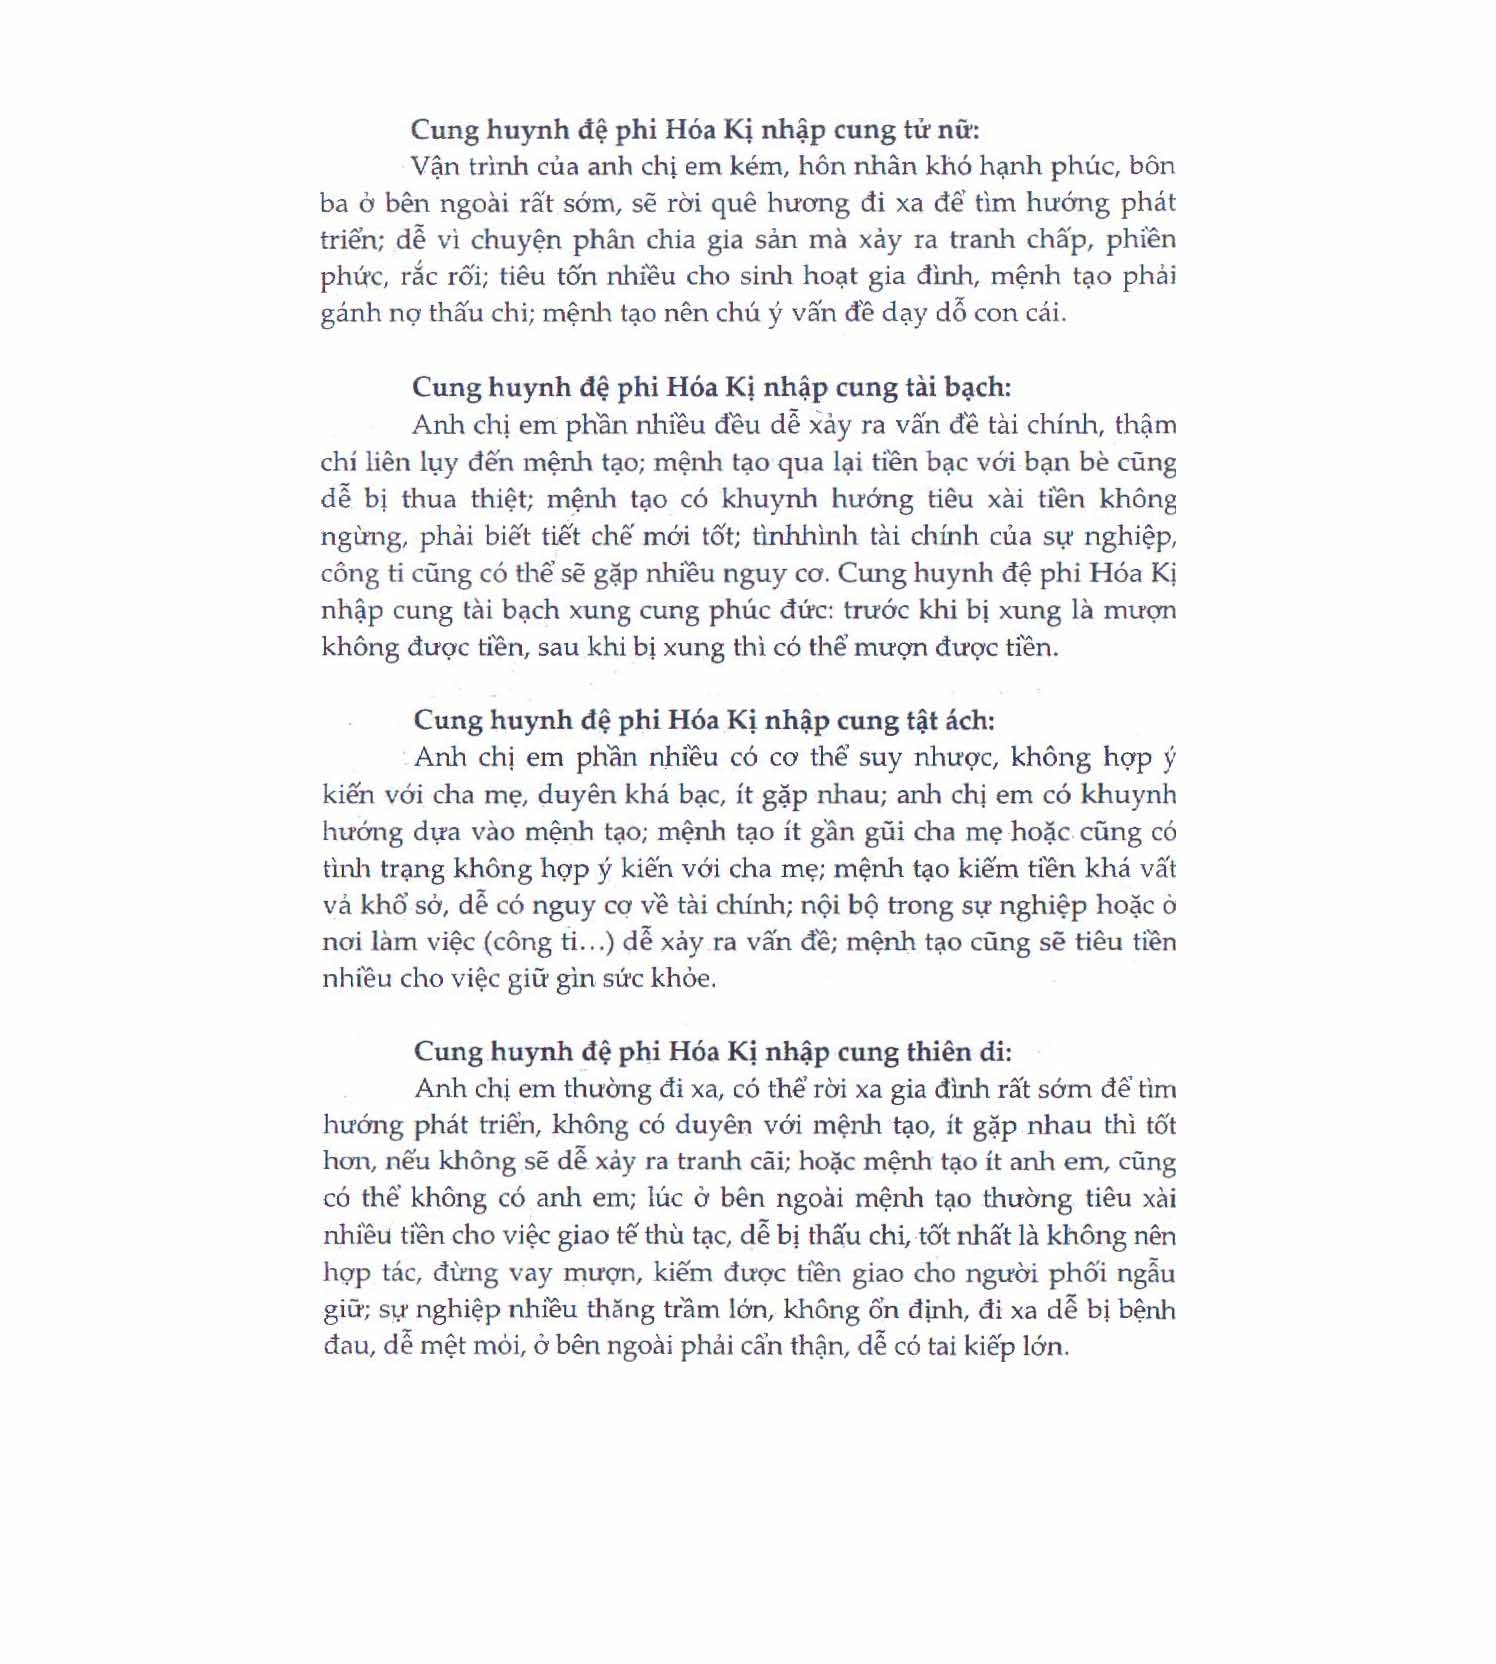 Cung huynh đệ phi Hóa Kị nhập cung tử nữ:
Vận trình của anh chị em kém, hôn nhân khó hạnh phúc, bôn
ba ở bên ngoài rất sớm, sẽ rời quê hương đi xa để tìm hướng phát
triển; dễ vì chuyện phân chia gia sản mà xảy ra tranh chấp, phiền
phức, rắc rối; tiêu tốn nhiều cho sinh hoạt gia đình, mệnh tạo phải
gánh nợ thấu chi; mệnh tạo nên chú ý vấn đề dạy dỗ con cái.
Cung huynh đệ phi Hóa Kị nhập cung tài bạch:
Anh chị em phần nhiều đều dễ xảy ra vấn đề tài chính, thậm
chí liên lụy đến mệnh tạo; mệnh tạo qua lại tiền bạc với bạn bè cũng
dễ bị thua thiệt; mệnh tạo có khuynh hướng tiêu xài tiền không
ngừng, phải biết tiết chế mới tốt; tìnhhình tài chính của sự nghiệp,
công ti cũng có thể sẽ gặp nhiều nguy cơ. Cung huynh đệ phi Hóa Kị
nhập cung tài bạch xung cung phúc đức: trước khi bị xung là mượn
không được tiền, sau khi bị xung thì có thể mượn được tiền.
Cung huynh đệ phi Hóa Kị nhập cung tật ách:
Anh chị em phần nhiều có cơ thể suy nhược, không hợp ý
kiến với cha mẹ, duyên khá bạc, ít gặp nhau; anh chị em có khuynh
hướng dựa vào mệnh tạo; mệnh tạo ít gần gũi cha mẹ hoặc cũng có
tình trạng không hợp ý kiến với cha mẹ; mệnh tạo kiếm tiền khá vất
vả khổ sở, dễ có nguy cơ về tài chính; nội bộ trong sự nghiệp hoặc ở
nơi làm việc (công ti...) dễ xảy ra vấn đề; mệnh tạo cũng sẽ tiêu tiền
nhiều cho việc giữ gìn sức khỏe.
Cung huynh đệ phi Hóa Kị nhập cung thiên di:
Anh chị em thường đi xa, có thể rời xa gia đình rất sớm để tìm
hướng phát triển, không có duyên với mệnh tạo, ít gặp nhau thì tốt
hơn, nếu không sẽ dễ xảy ra tranh cãi; hoặc mệnh tạo ít anh em, cũng
có thể không có anh em; lúc ở bên ngoài mệnh tạo thường tiêu xài
nhiều tiền cho việc giao tế thù tạc, dễ bị thấu chi, tốt nhất là không nên
hợp tác, đừng vay mượn, kiếm được tiền giao cho người phối ngẫu
giữ; sự nghiệp nhiều thăng trầm lớn, không ổn định, đi xa dễ bị bệnh
đau, dễ mệt mỏi, ở bên ngoài phải cẩn thận, dễ có tai kiếp lớn.